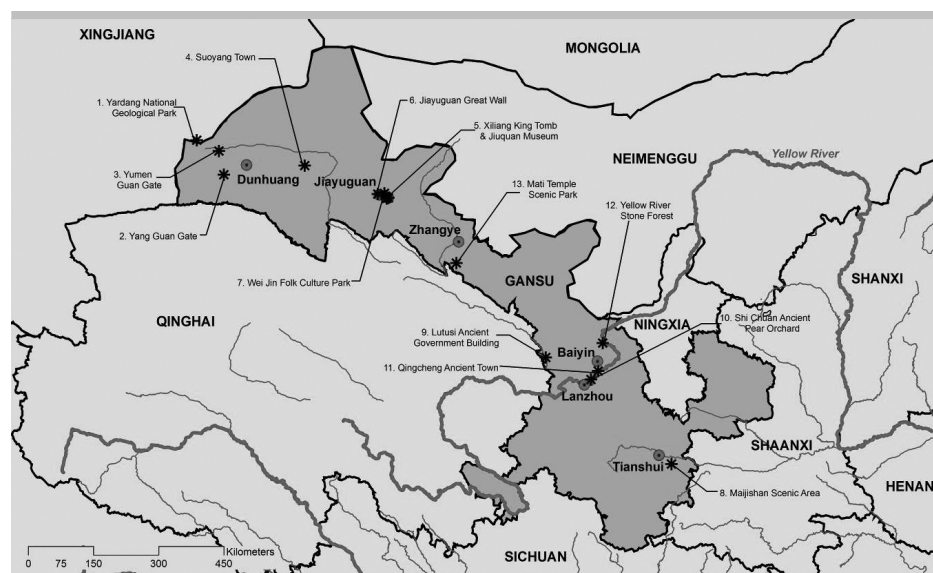 XINGJIANG
MONGOLIA
4. Suoyang Town
6. Jiayuguan Great Wall
1. Yardang National
Geological Park
5. Xiliang King Tomb
& Jiuquan Museum
NEIMENGGU
Yellow River
3. Yumen
Guan Gate
Dunhuang
Jiayuguan
13. Mati Temple
Scenic Park
12. Yellow River
Stone Forest
2. Yang Guan Gate
Zhangye
7. Wei Jin Folk Culture Park
GANSU
SHANXI
QINGHAI
NINGXIA
10. Shi Chuan Ancient
Pear Orchard
9. Lutusi Ancient
Government Building
Baiyin
11. Qingcheng Ancient Town
Lanzhou
SHAANXI
Tianshui
HENAN
8. Maijishan Scenic Area
SICHUAN
0 75 150 300 450
Kilometers